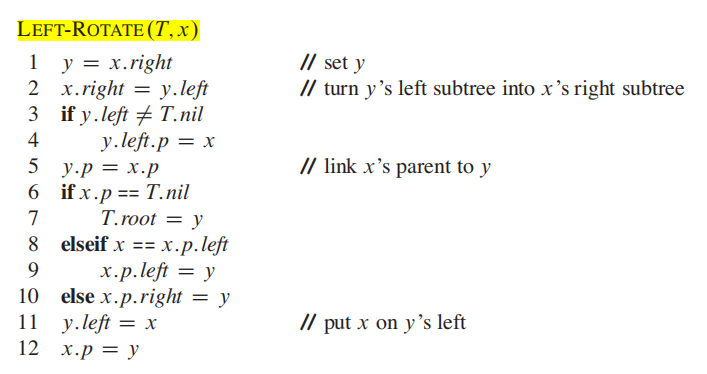 LEFT-ROTATE(T, x)
1 y = x.right // set y
2 x.right = y.left // turn y's left subtree into x's right subtree
3 if y.left ≠ T.nil
4 y.left.p = x
5 y.p = x.p // link x's parent to y
6 if x.p == T.nil
7 T.root = y
8 elseif x == x.p.left
9 x.p.left = y
10 else x.p.right = y
11 y.left = x // put x on y's left
12 x.p = y